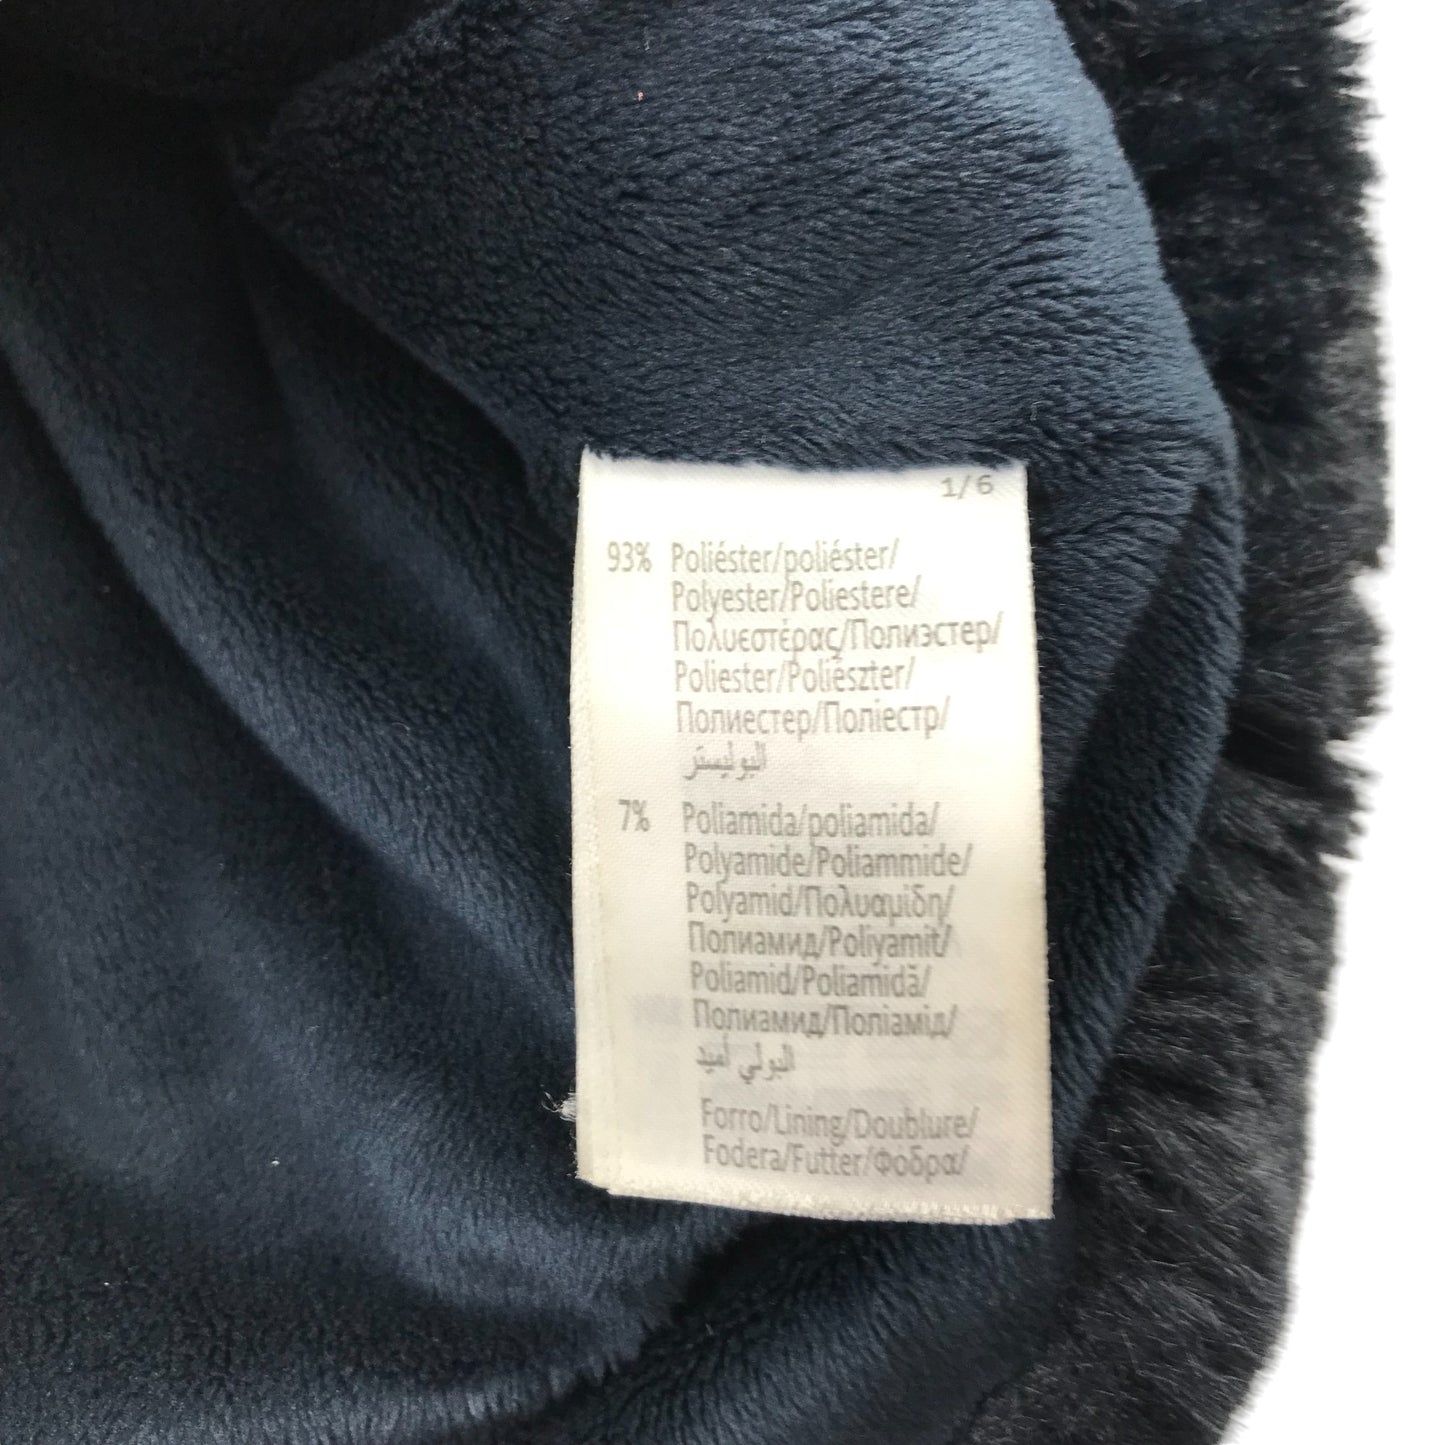 1/6
93% Poliéster/poliéster/
Polyester/Poliestere/
Πολυεστέρας/Полиэстер/
Poliester/Poliészter/
Полиестер/Поліестр/
البوليستر
7% Poliamida/poliamida/
Polyamide/Poliammide/
Polyamid/Πολυαμίδη/
Полиамид/Poliyamit/
Poliamid/Poliamidă/
Полиамид/Поліамід/
البولي أميد
Forro/Lining/Doublure/
Fodera/Futter/Φοδρα/